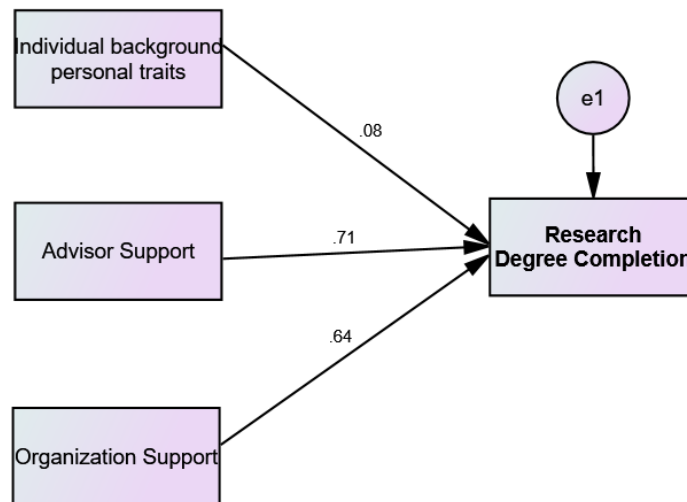 Individual background
personal traits
.08
e1
Advisor Support
.71
Research
Degree Completion
.64
Organization Support